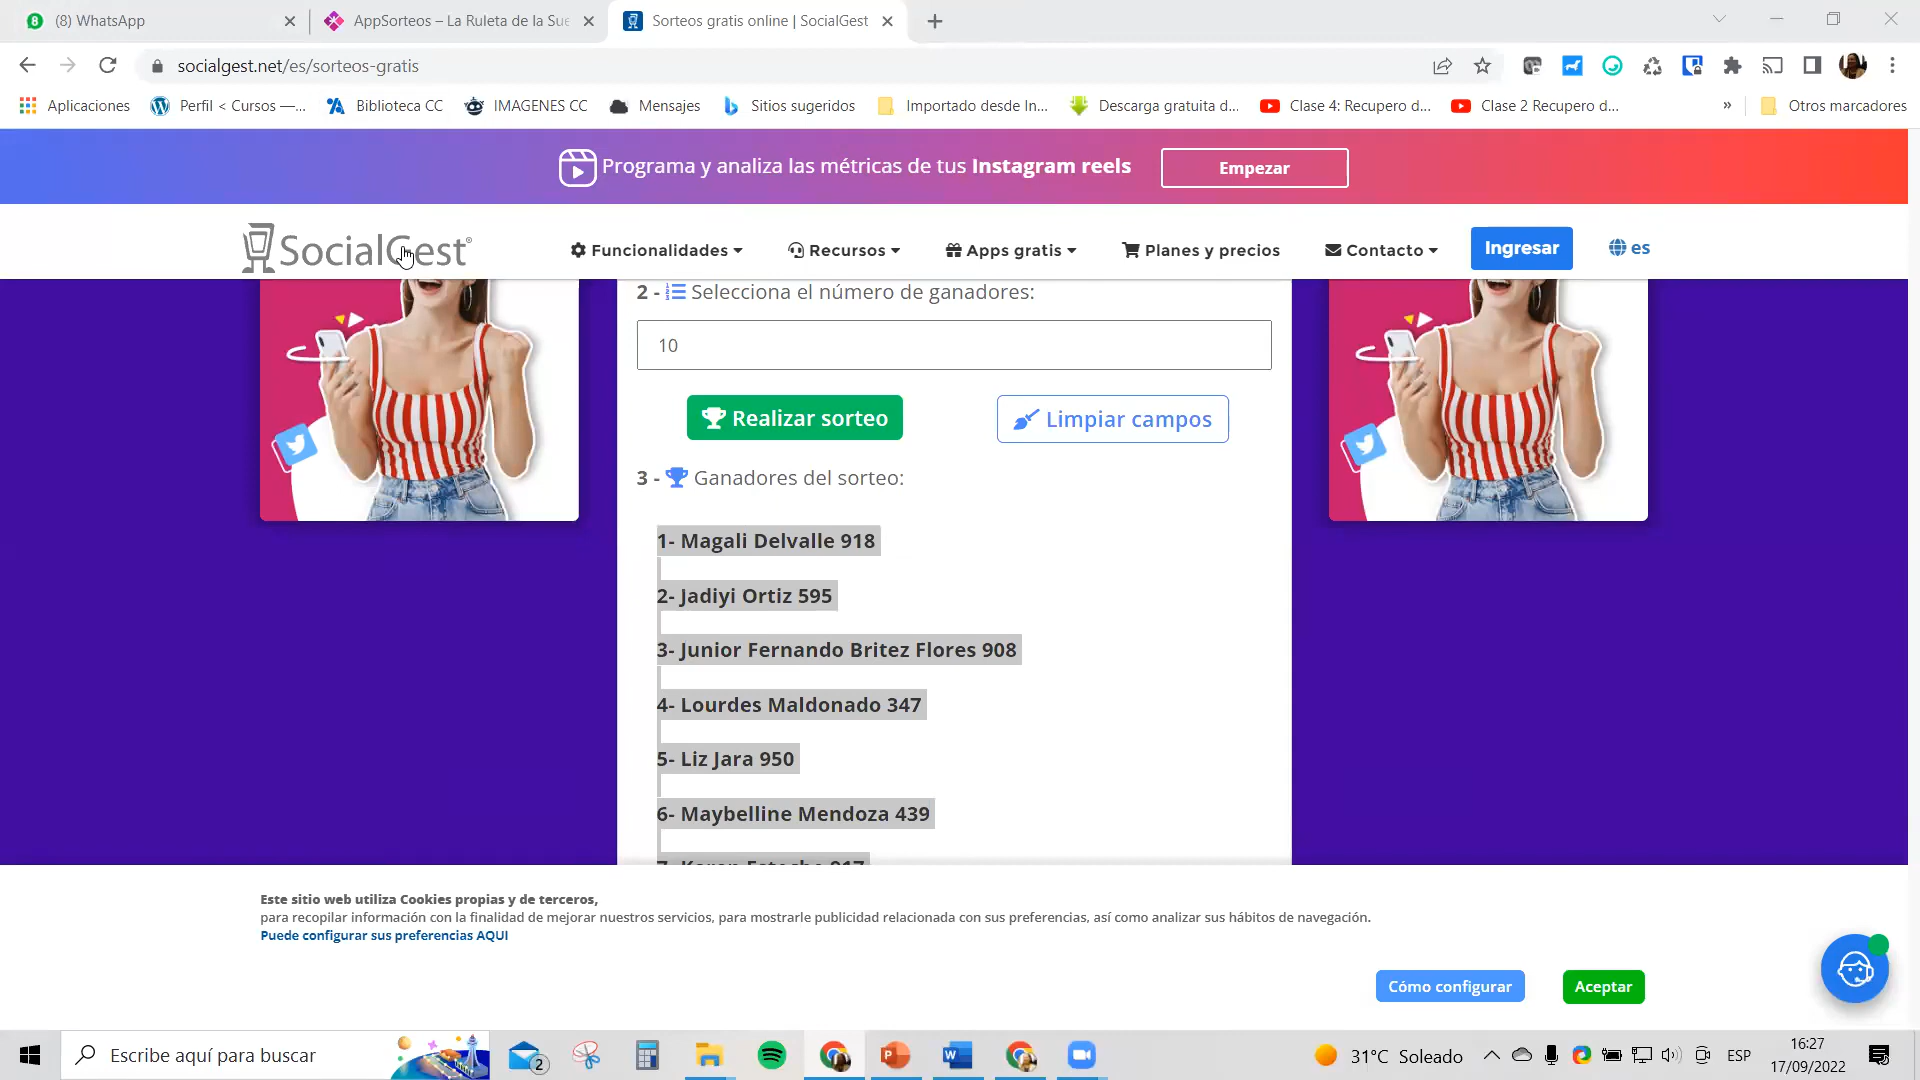 8 (8) WhatsApp
AppSorteos – La Ruleta de la Sue
Sorteos gratis online | SocialGest
socialgest.net/es/sorteos-gratis
Aplicaciones
Perfil < Cursos —...
Biblioteca CC
IMAGENES CC
Mensajes
Sitios sugeridos
Importado desde In...
Descarga gratuita d...
Clase 4: Recupero d...
Clase 2 Recupero d...
»
Otros marcadores
Programa y analiza las métricas de tus Instagram reels
Empezar
SocialGest®
Funcionalidades
Recursos
Apps gratis
Planes y precios
Contacto
Ingresar
es
2 - Selecciona el número de ganadores:
10
Realizar sorteo
Limpiar campos
3 - Ganadores del sorteo:
1- Magali Delvalle 918
2- Jadiyi Ortiz 595
3- Junior Fernando Britez Flores 908
4- Lourdes Maldonado 347
5- Liz Jara 950
6- Maybelline Mendoza 439
Este sitio web utiliza Cookies propias y de terceros,
para recopilar información con la finalidad de mejorar nuestros servicios, para mostrarle publicidad relacionada con sus preferencias, así como analizar sus hábitos de navegación.
Puede configurar sus preferencias AQUI
Cómo configurar
Aceptar
Escribe aquí para buscar
2
31°C Soleado
ESP
16:27
17/09/2022